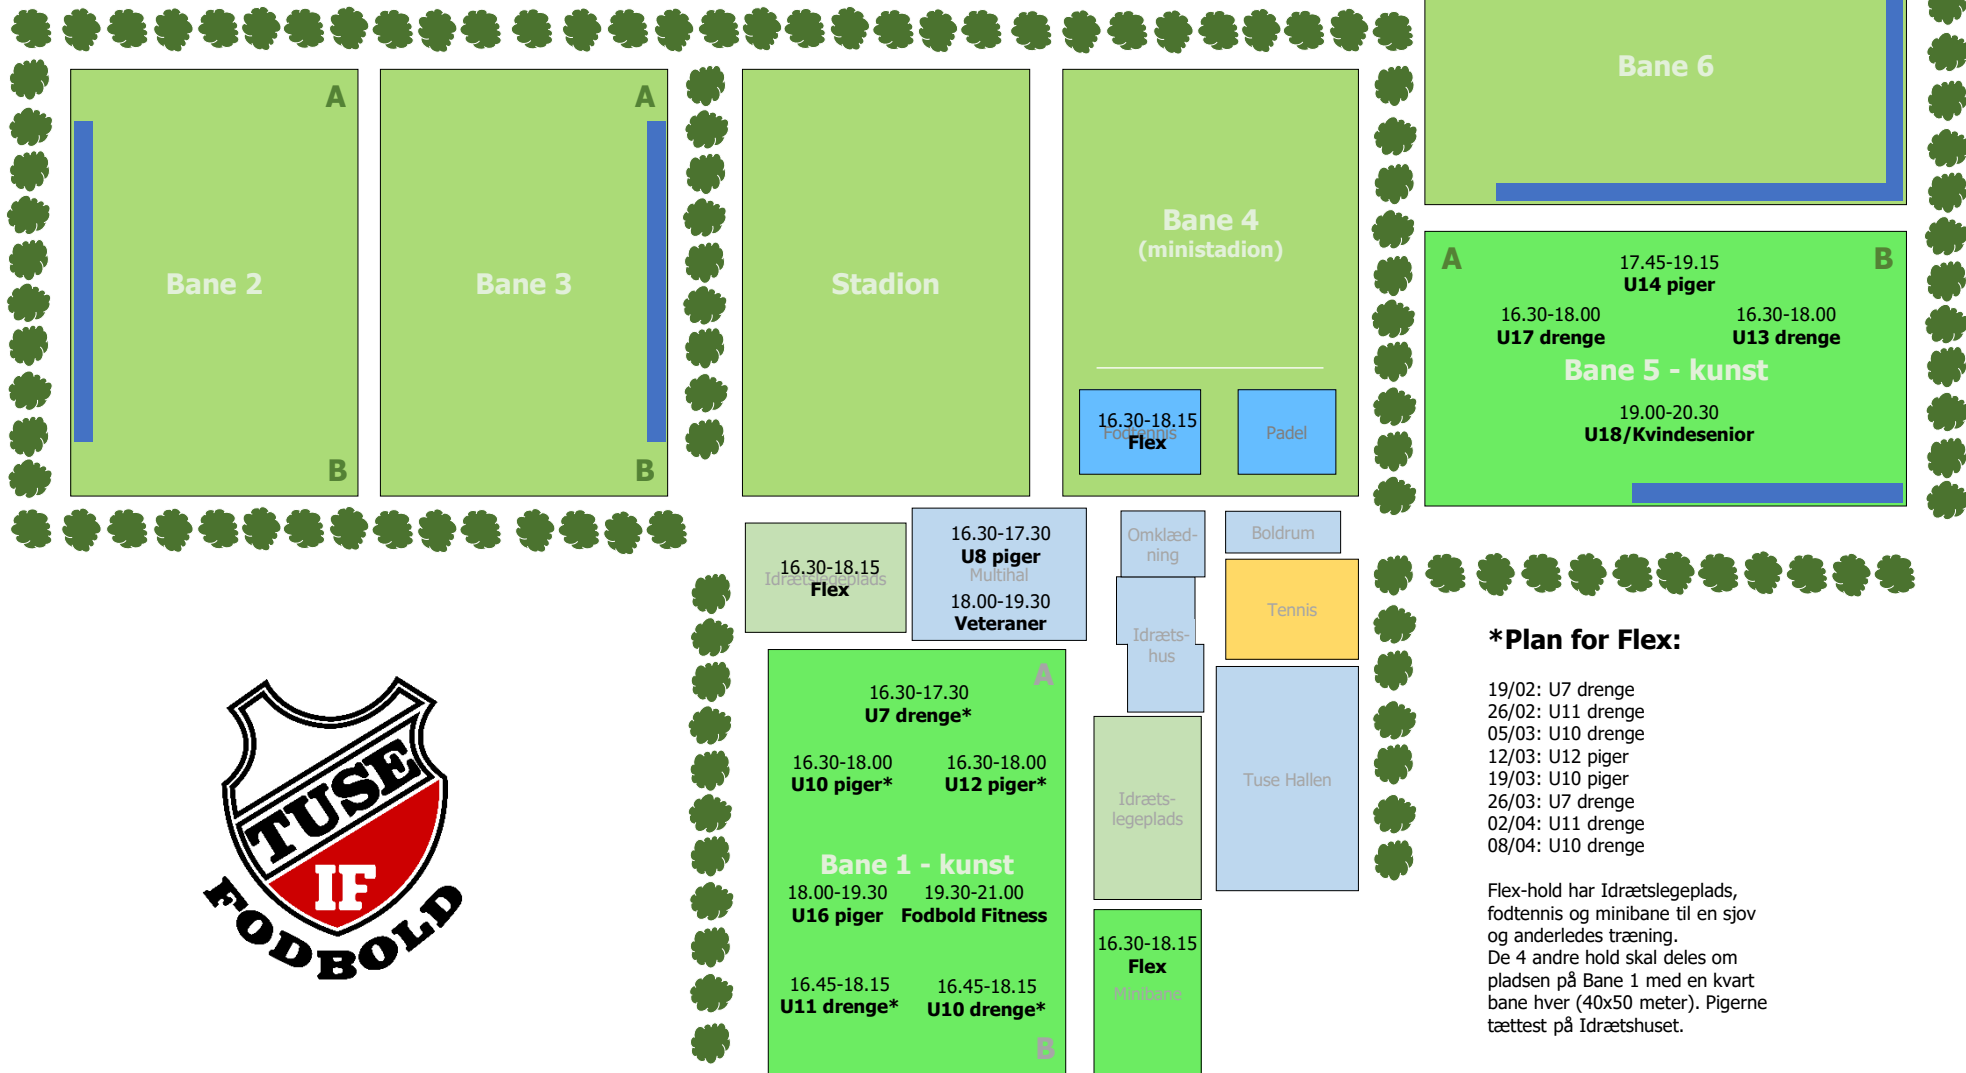 Bane 6
A
Bane 2
B
A
Bane 3
B
Stadion
Bane 4
(ministadion)
16.30-18.15
Fodtennis
Flex
Padel
A
B
17.45-19.15
U14 piger
16.30-18.00
U17 drenge
16.30-18.00
U13 drenge
Bane 5 - kunst
19.00-20.30
U18/Kvindesenior
16.30-18.15
Idrætslegeplads
Flex
16.30-17.30
U8 piger
Multihal
18.00-19.30
Veteraner
Omklæd-
ning
Boldrum
Idræts-
hus
Tennis
Tuse Hallen
Idræts-
legeplads
A
16.30-17.30
U7 drenge*
16.30-18.00
U10 piger*
16.30-18.00
U12 piger*
Bane 1 - kunst
18.00-19.30
U16 piger
19.30-21.00
Fodbold Fitness
16.45-18.15
U11 drenge*
16.45-18.15
U10 drenge*
B
16.30-18.15
Flex
Minibane
TUSE
IF
FODBOLD
*Plan for Flex:
19/02: U7 drenge
26/02: U11 drenge
05/03: U10 drenge
12/03: U12 piger
19/03: U10 piger
26/03: U7 drenge
02/04: U11 drenge
08/04: U10 drenge
Flex-hold har Idrætslegeplads,
fodtennis og minibane til en sjov
og anderledes træning.
De 4 andre hold skal deles om
pladsen på Bane 1 med en kvart
bane hver (40x50 meter). Pigerne
tættest på Idrætshuset.